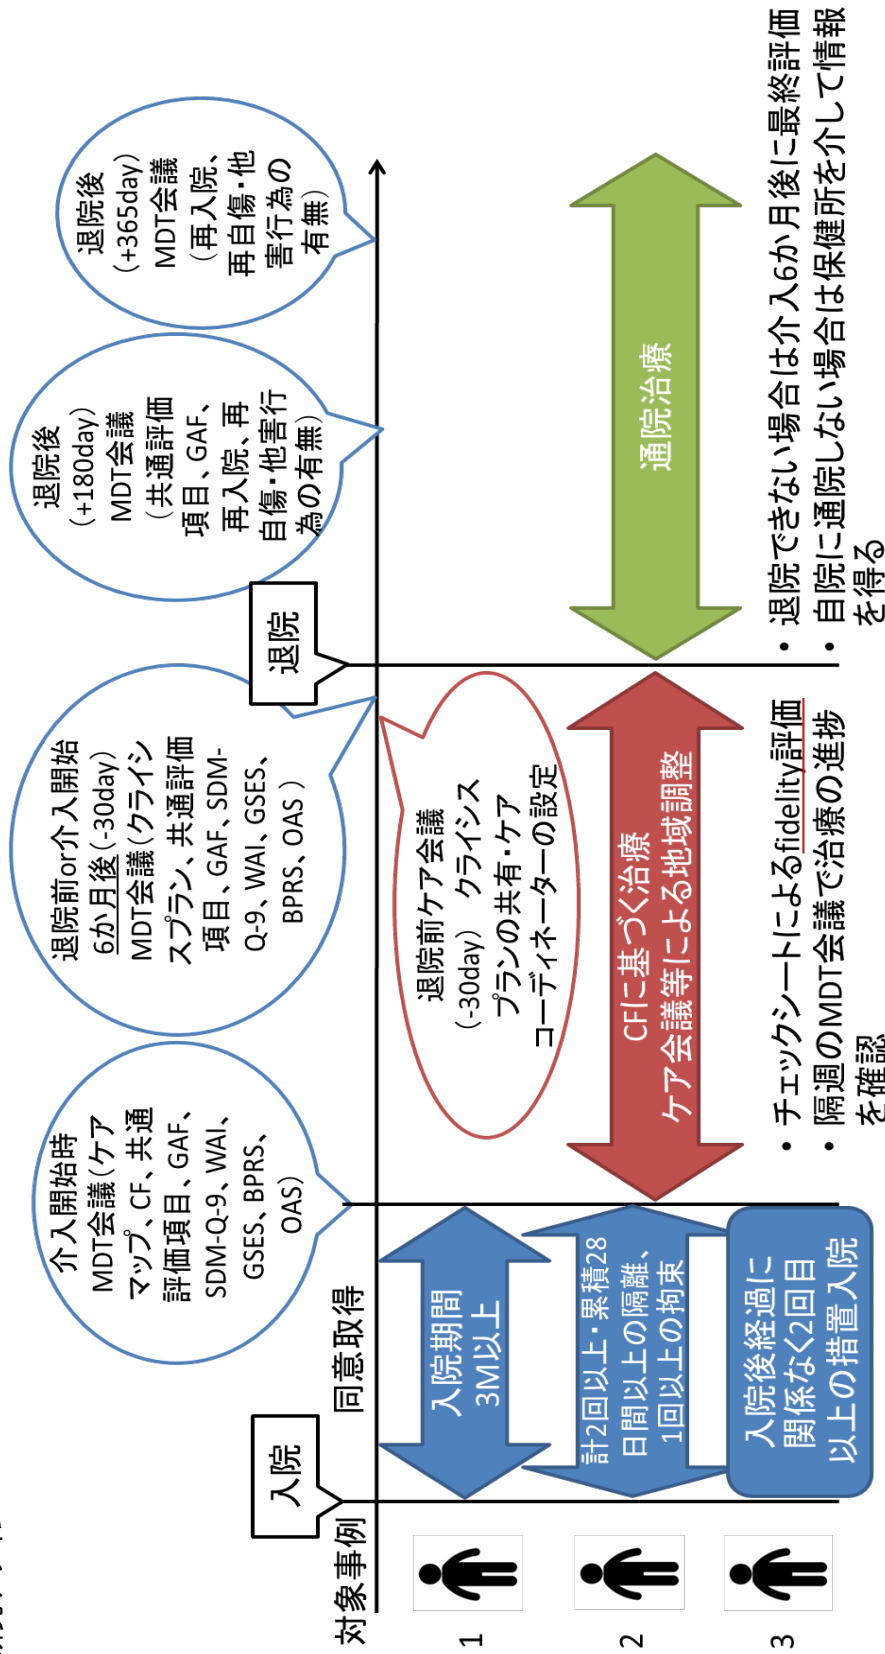 対象事例
入院
同意取得
介入開始時
MDT会議(ケア
マップ、CF、共通
評価項目、GAF、
SDM-Q-9、WAI、
GSES、BPRS、
OAS)
退院前or介入開始
6か月後(-30day)
MDT会議(クライシ
スプラン、共通評価
項目、GAF、SDM-
Q-9、WAI、GSES、
BPRS、OAS )
退院
退院後
(+180day)
MDT会議
(共通評価
項目、GAF、
再入院、再
自傷・他害行
為の有無)
退院後
(+365day)
MDT会議
(再入院、
再自傷・他
害行為の
有無)
1
入院期間
3M以上
退院前ケア会議
(-30day) クライシス
プランの共有・ケア
コーディネーターの設定
2
計2回以上・累積28
日間以上の隔離、
1回以上の拘束
CFに基づく治療
ケア会議等による地域調整
通院治療
3
入院後経過に
関係なく2回目
以上の措置入院
・ チェックシートによるfidelity評価
・ 隔週のMDT会議で治療の進捗
を確認
・ 退院できない場合は介入6か月後に最終評価
・ 自院に通院しない場合は保健所を介して情報
を得る